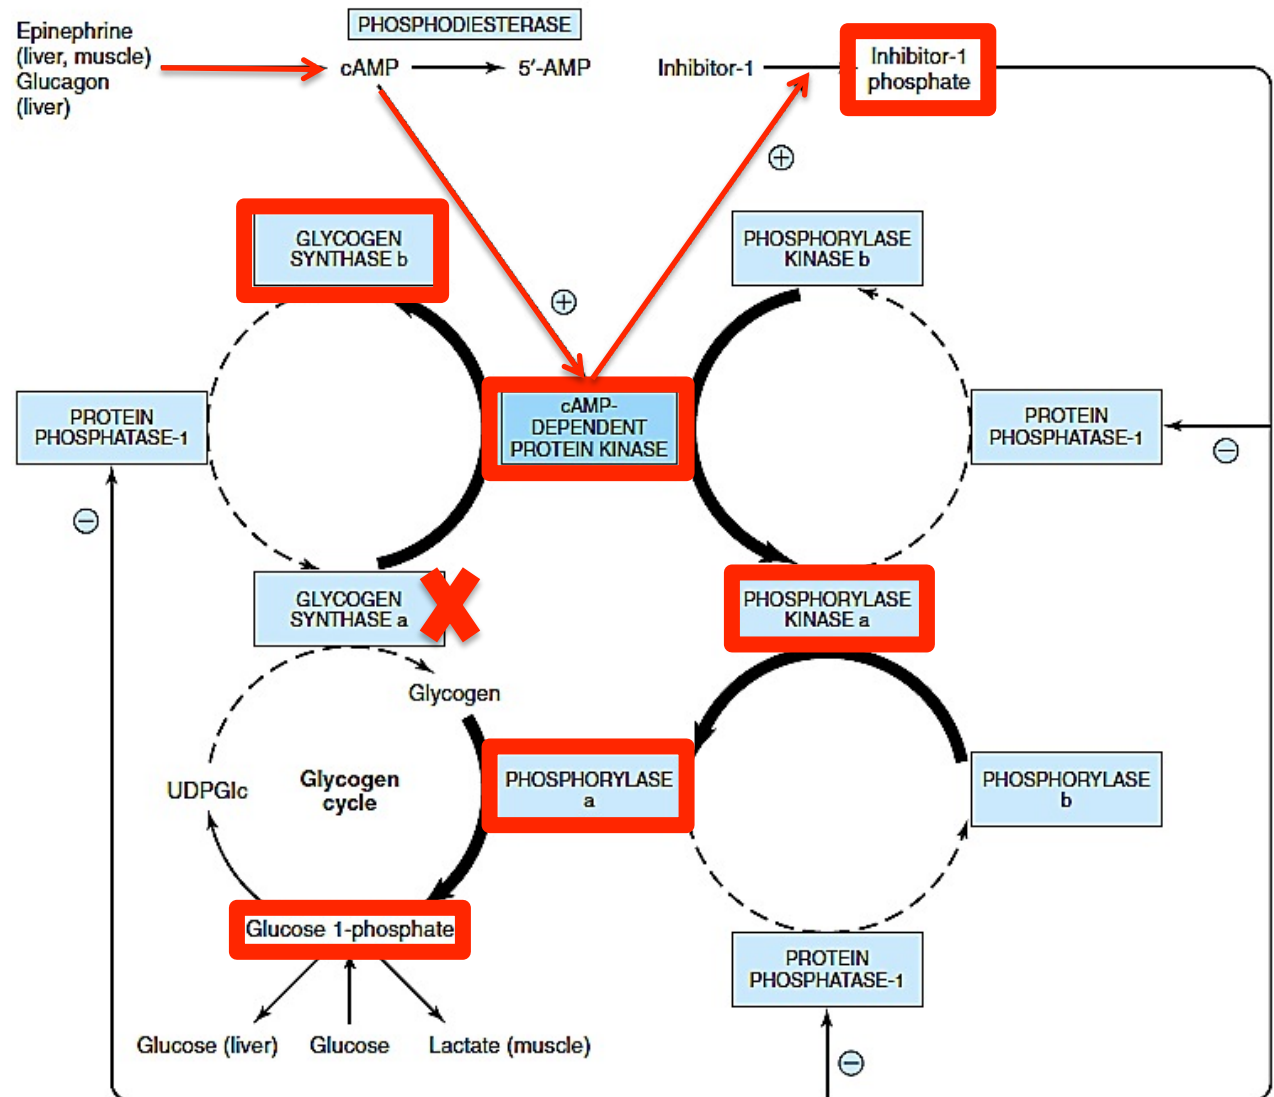 Epinephrine
(liver, muscle)
Glucagon
(liver)
PHOSPHODIESTERASE
cAMP
5′-AMP
Inhibitor-1
Inhibitor-1
phosphate
+
GLYCOGEN
SYNTHASE b
+
PHOSPHORYLASE
KINASE b
PROTEIN
PHOSPHATASE-1
cAMP-
DEPENDENT
PROTEIN KINASE
PROTEIN
PHOSPHATASE-1
−
−
GLYCOGEN
SYNTHASE a
PHOSPHORYLASE
KINASE a
Glycogen
UDPGlc
Glycogen
cycle
PHOSPHORYLASE
a
PHOSPHORYLASE
b
Glucose 1-phosphate
PROTEIN
PHOSPHATASE-1
Glucose (liver)
Glucose
Lactate (muscle)
−